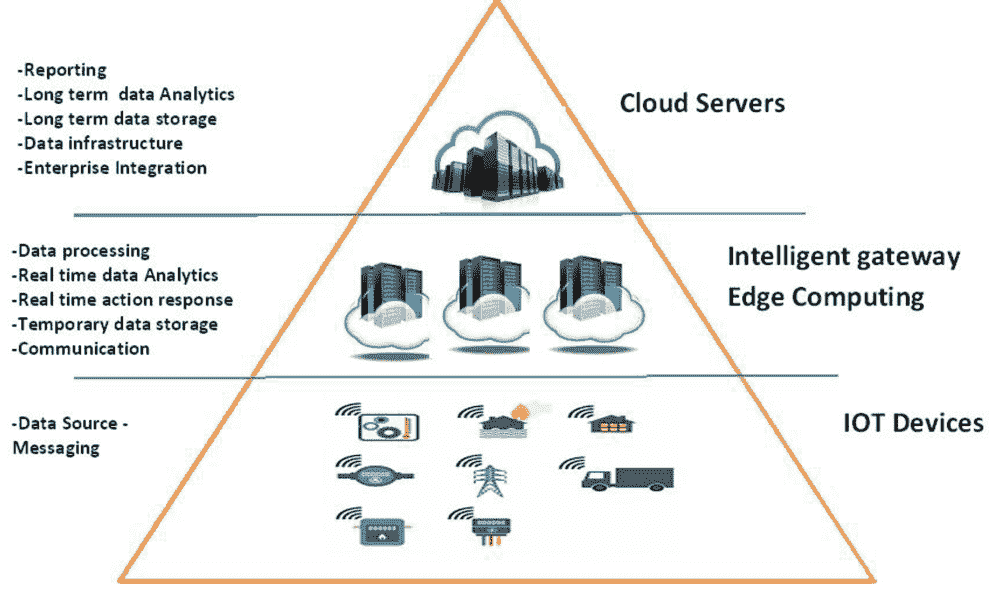 -Reporting
-Long term data Analytics
-Long term data storage
-Data infrastructure
-Enterprise Integration
Cloud Servers
-Data processing
-Real time data Analytics
-Real time action response
-Temporary data storage
-Communication
Intelligent gateway
Edge Computing
-Data Source -
Messaging
IOT Devices